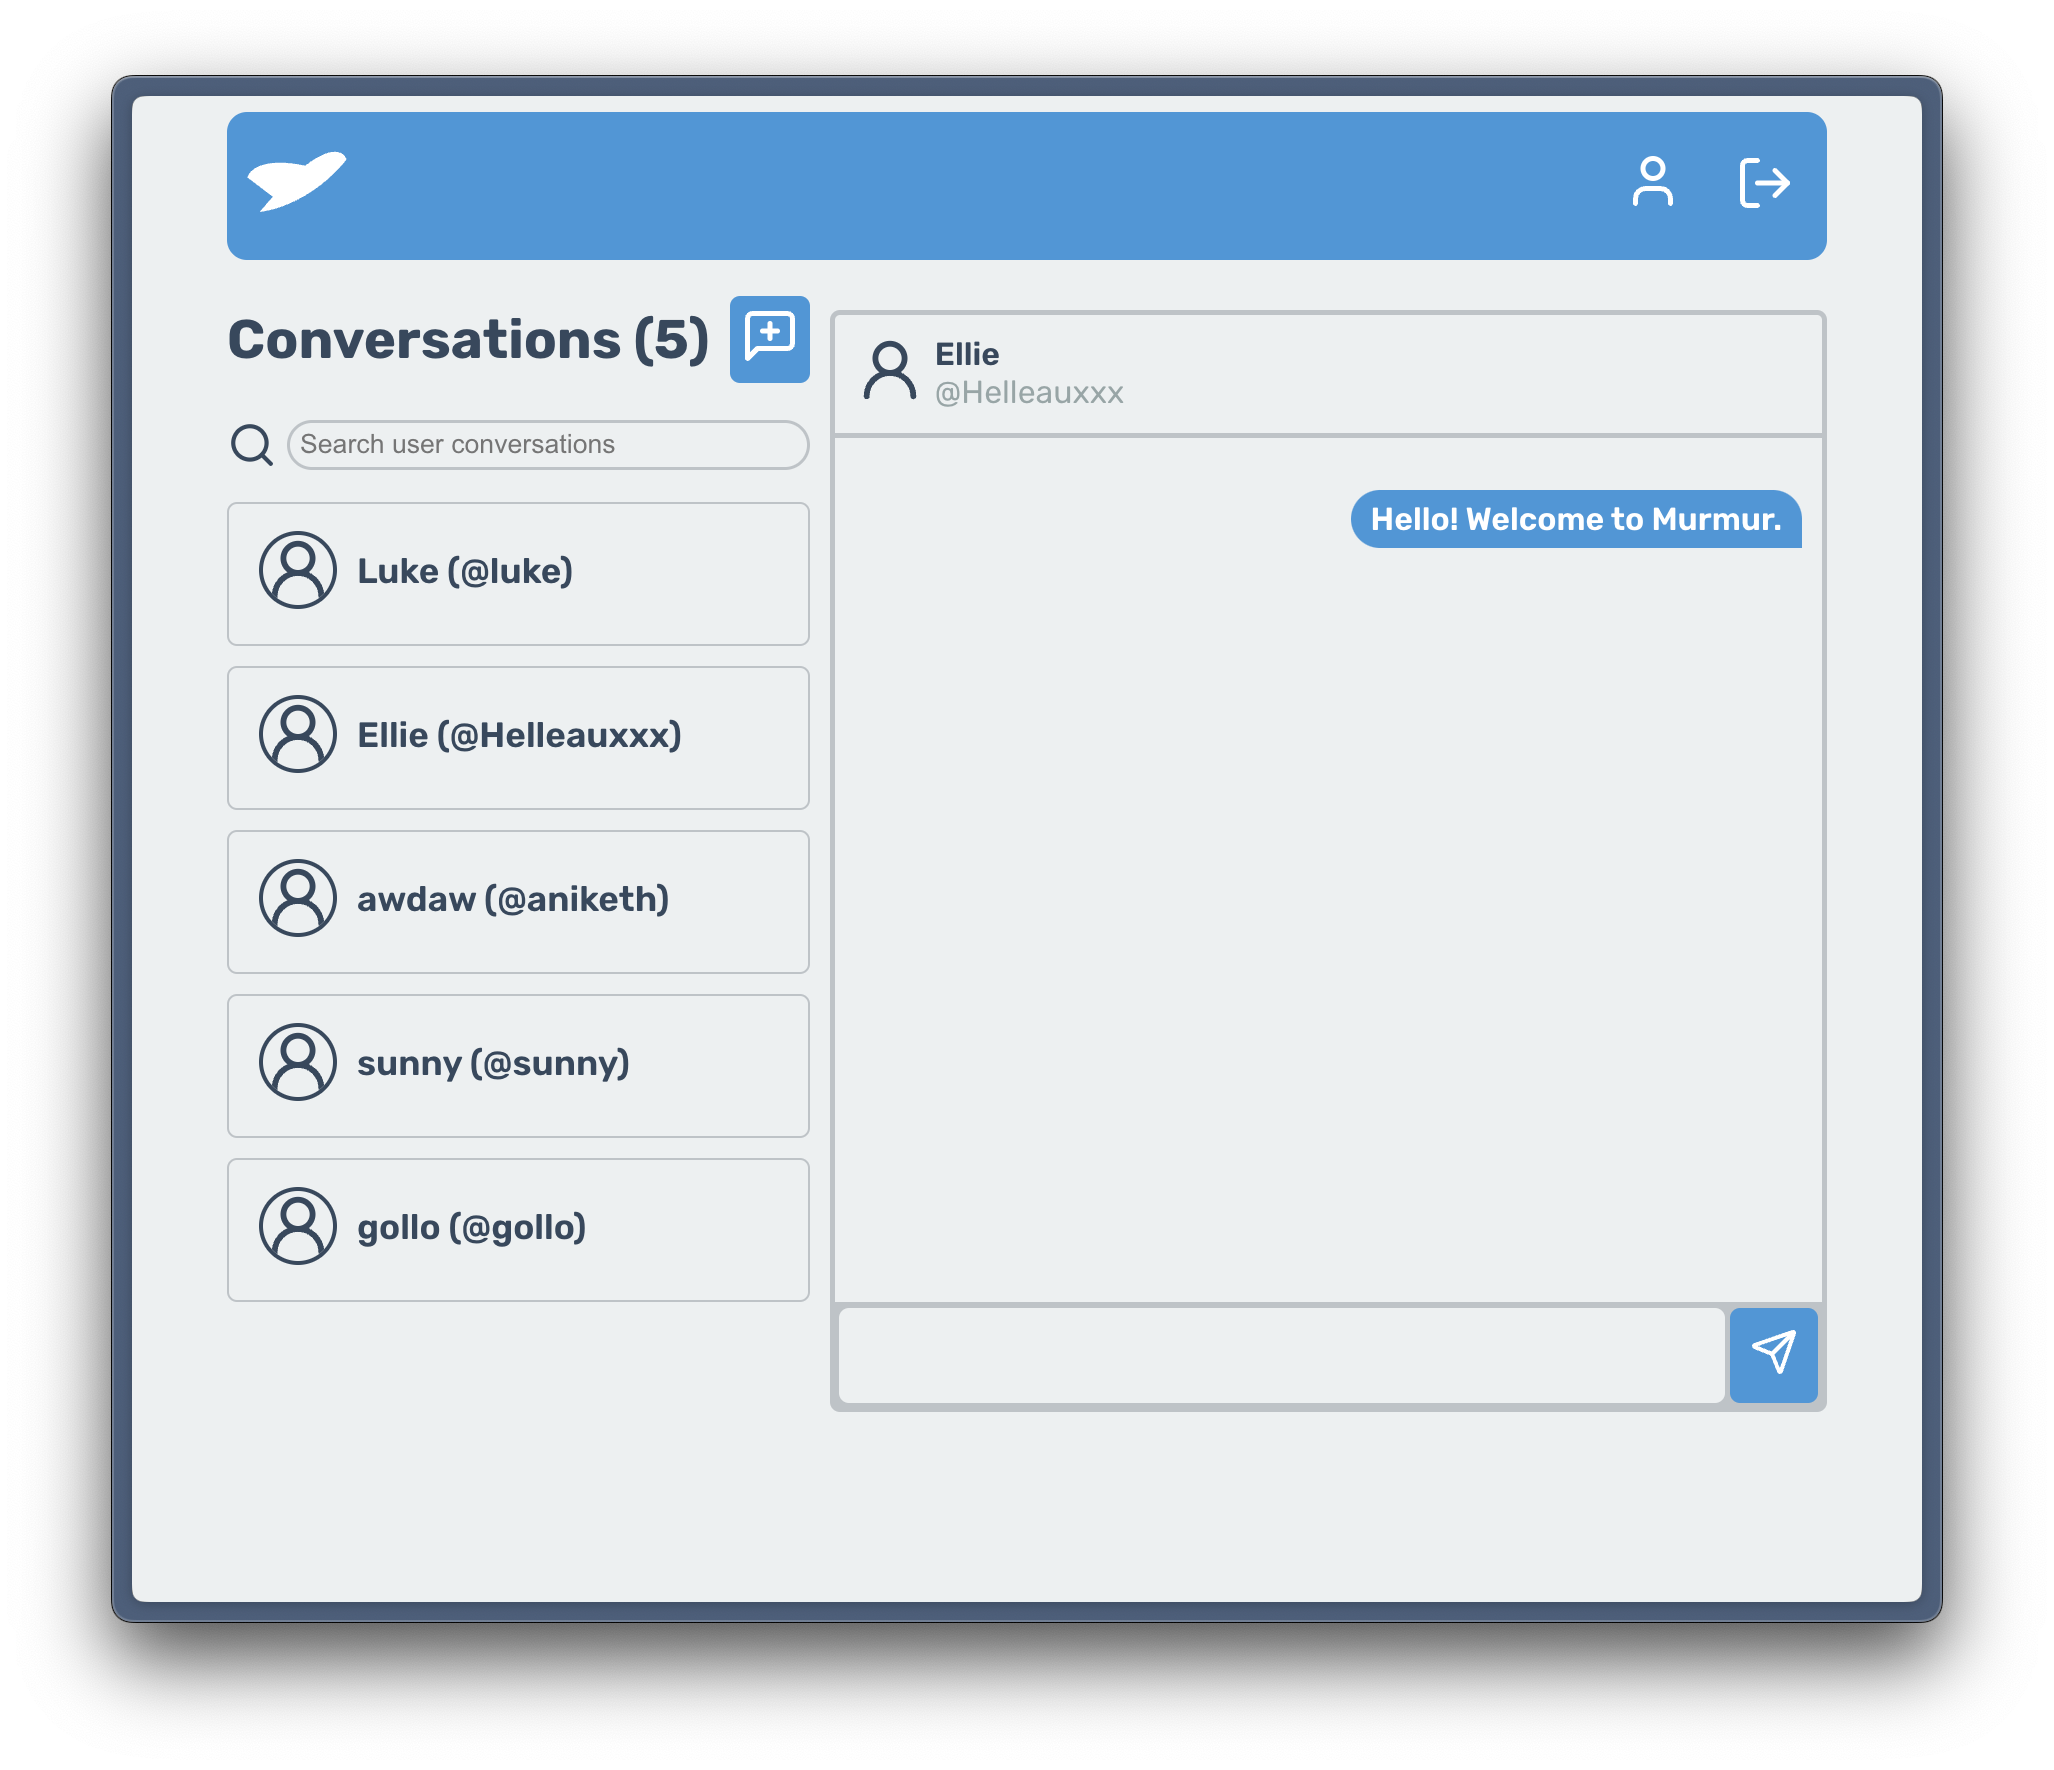 Conversations (5)
Search user conversations
Luke (@luke)
Ellie (@Helleauxxx)
awdaw (@aniketh)
sunny (@sunny)
gollo (@gollo)
Ellie
@Helleauxxx
Hello! Welcome to Murmur.